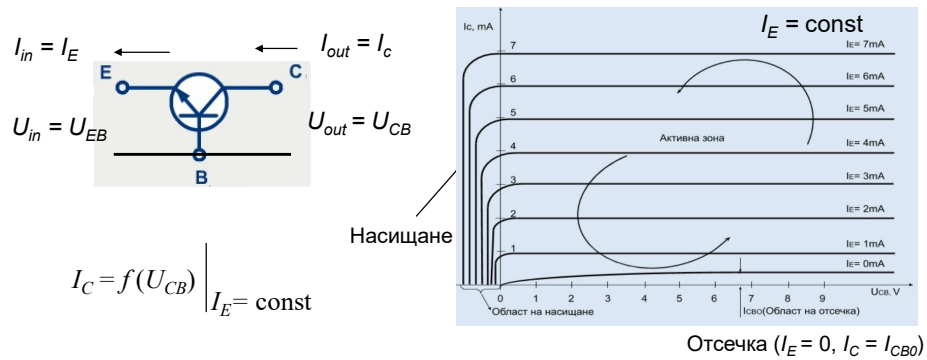 I_in = I_E
I_out = I_c
E
C
U_in = U_EB
U_out = U_CB
B
Насищане
I_C = f(U_CB) | I_E = const
Ic, mA
I_E = const
7
IE= 7mA
6
IE= 6mA
5
IE= 5mA
Активна зона
4
IE= 4mA
3
IE= 3mA
2
IE= 2mA
1
IE= 1mA
IE= 0mA
UCB, V
0 1 2 3 4 5 6 7 8 9
Област на насищане
ICBO(Област на отсечка)
Отсечка (I_E = 0, I_C = I_CB0)